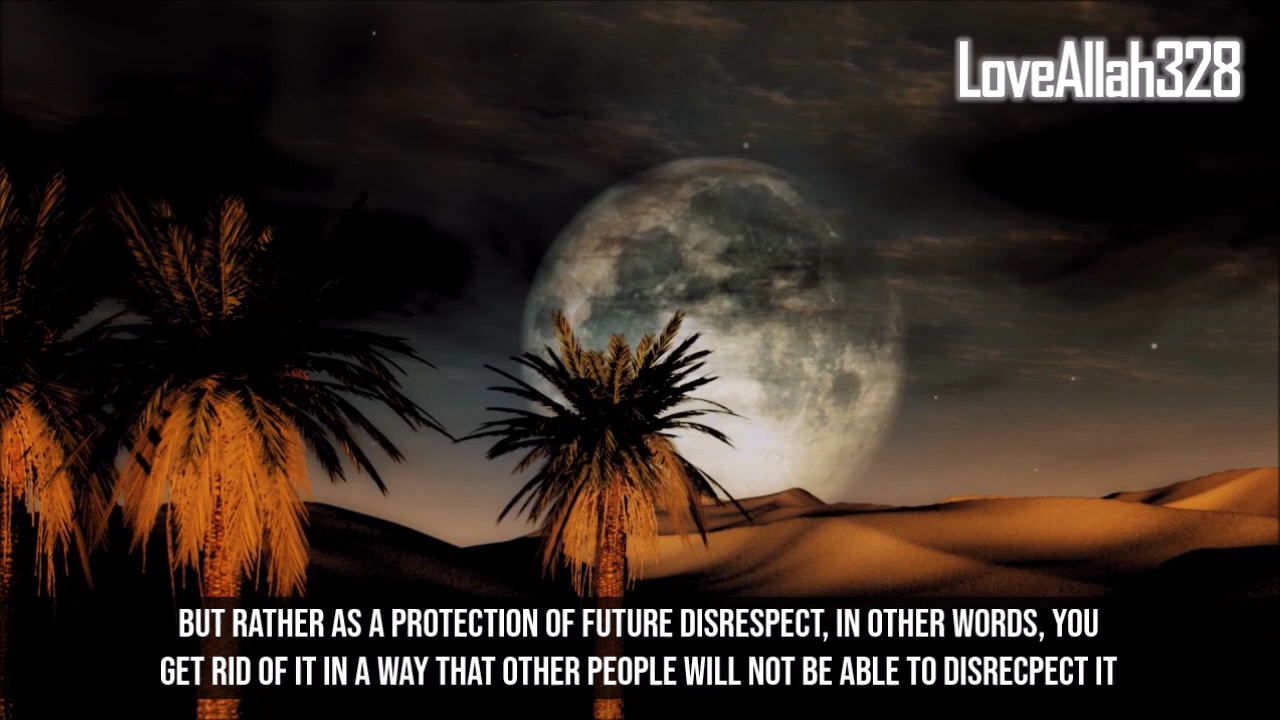 LoveAllah328
BUT RATHER AS A PROTECTION OF FUTURE DISRESPECT, IN OTHER WORDS, YOU
GET RID OF IT IN A WAY THAT OTHER PEOPLE WILL NOT BE ABLE TO DISRECPECT IT